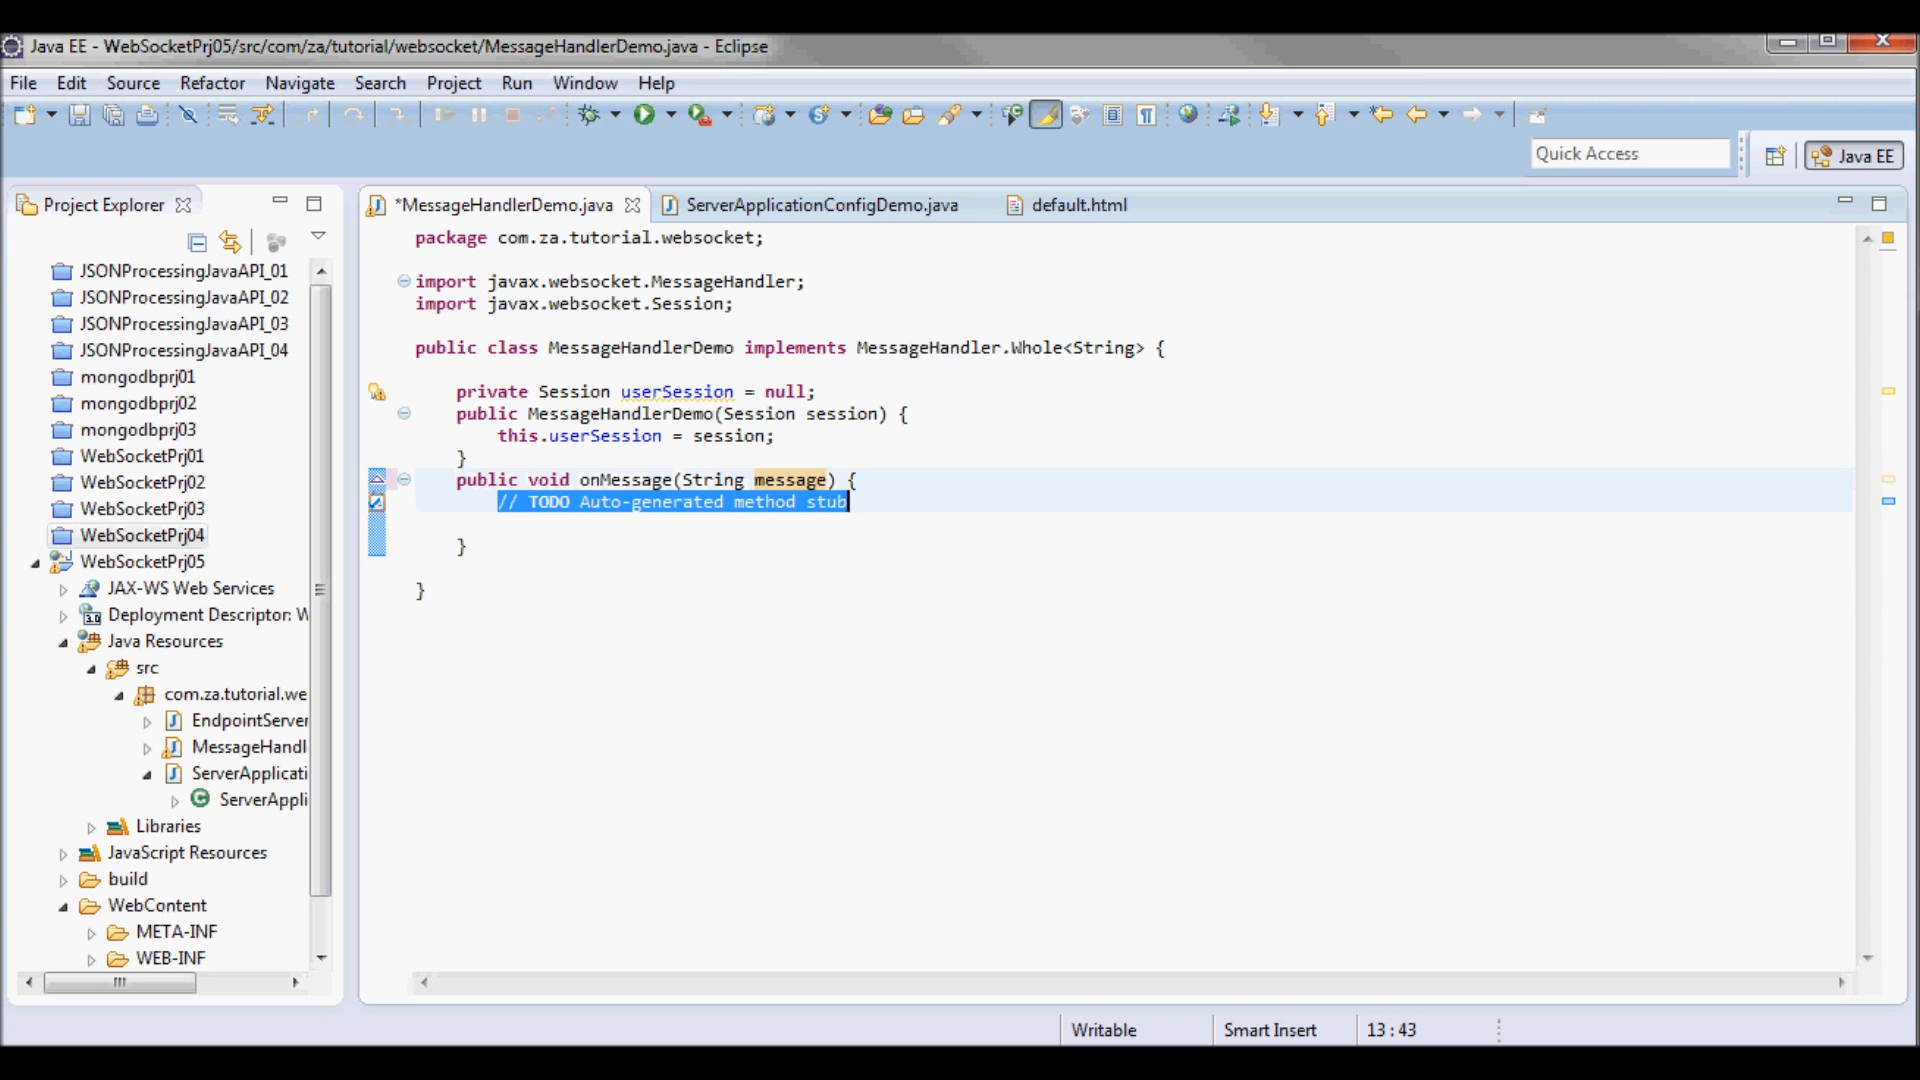 Java EE - WebSocketPrj05/src/com/za/tutorial/websocket/MessageHandlerDemo.java - Eclipse
File Edit Source Refactor Navigate Search Project Run Window Help
Quick Access
Java EE
Project Explorer
*MessageHandlerDemo.java ServerApplicationConfigDemo.java default.html
JSONProcessingJavaAPI_01
JSONProcessingJavaAPI_02
JSONProcessingJavaAPI_03
JSONProcessingJavaAPI_04
mongodbprj01
mongodbprj02
mongodbprj03
WebSocketPrj01
WebSocketPrj02
WebSocketPrj03
WebSocketPrj04
WebSocketPrj05
JAX-WS Web Services
Deployment Descriptor: W
Java Resources
src
com.za.tutorial.we
EndpointServer
MessageHandl
ServerApplicati
ServerAppli
Libraries
JavaScript Resources
build
WebContent
META-INF
WEB-INF
package com.za.tutorial.websocket;
import javax.websocket.MessageHandler;
import javax.websocket.Session;
public class MessageHandlerDemo implements MessageHandler.Whole<String> {
private Session userSession = null;
public MessageHandlerDemo(Session session) {
this.userSession = session;
}
public void onMessage(String message) {
// TODO Auto-generated method stub
}
}
Writable Smart Insert 13 : 43